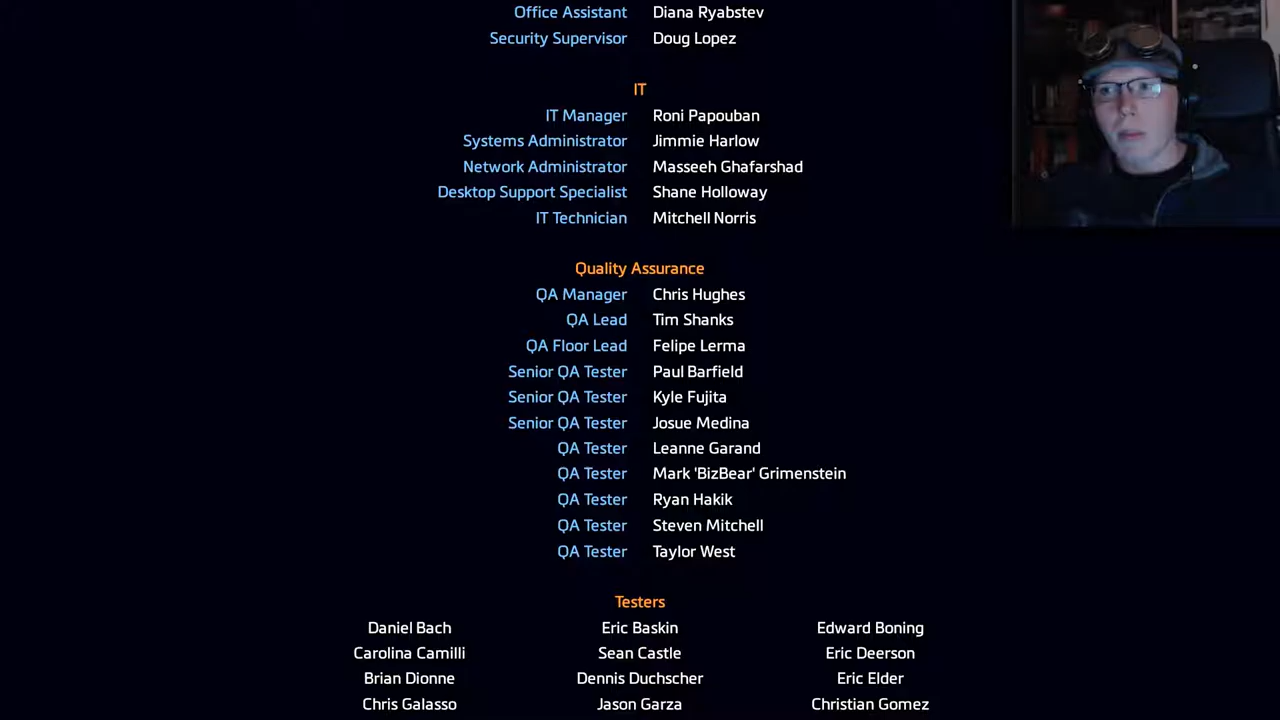 Office Assistant Diana Ryabstev
Security Supervisor Doug Lopez
IT
IT Manager Roni Papouban
Systems Administrator Jimmie Harlow
Network Administrator Masseeh Ghafarshad
Desktop Support Specialist Shane Holloway
IT Technician Mitchell Norris
Quality Assurance
QA Manager Chris Hughes
QA Lead Tim Shanks
QA Floor Lead Felipe Lerma
Senior QA Tester Paul Barfield
Senior QA Tester Kyle Fujita
Senior QA Tester Josue Medina
QA Tester Leanne Garand
QA Tester Mark 'BizBear' Grimenstein
QA Tester Ryan Hakik
QA Tester Steven Mitchell
QA Tester Taylor West
Testers
Daniel Bach Eric Baskin Edward Boning
Carolina Camilli Sean Castle Eric Deerson
Brian Dionne Dennis Duchscher Eric Elder
Chris Galasso Jason Garza Christian Gomez